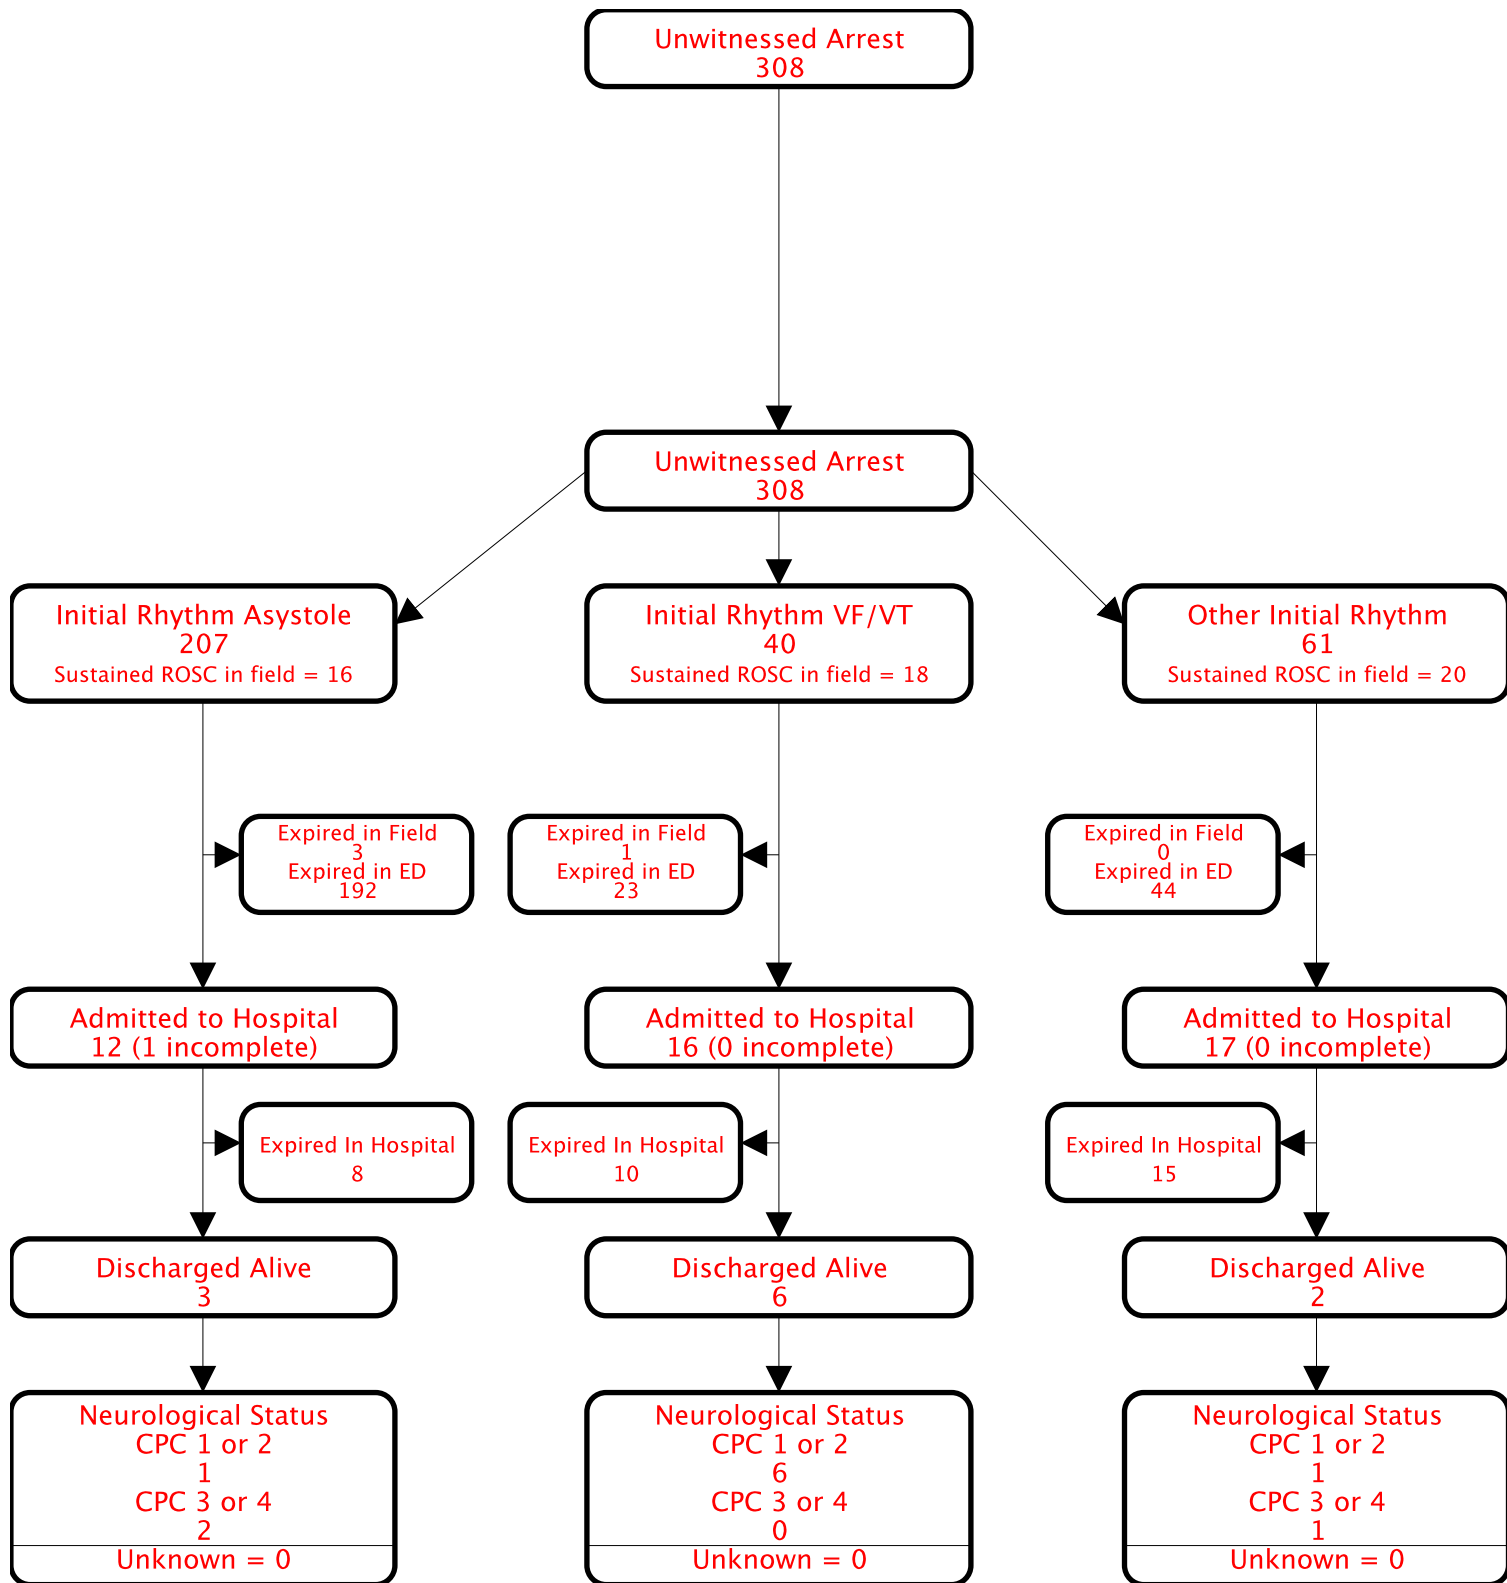 Unwitnessed Arrest
308
Unwitnessed Arrest
308
Initial Rhythm Asystole
207
Sustained ROSC in field = 16
Initial Rhythm VF/VT
40
Sustained ROSC in field = 18
Other Initial Rhythm
61
Sustained ROSC in field = 20
Expired in Field
3
Expired in ED
192
Expired in Field
1
Expired in ED
23
Expired in Field
0
Expired in ED
44
Admitted to Hospital
12 (1 incomplete)
Admitted to Hospital
16 (0 incomplete)
Admitted to Hospital
17 (0 incomplete)
Expired In Hospital
8
Expired In Hospital
10
Expired In Hospital
15
Discharged Alive
3
Discharged Alive
6
Discharged Alive
2
Neurological Status
CPC 1 or 2
1
CPC 3 or 4
2
Unknown = 0
Neurological Status
CPC 1 or 2
6
CPC 3 or 4
0
Unknown = 0
Neurological Status
CPC 1 or 2
1
CPC 3 or 4
1
Unknown = 0